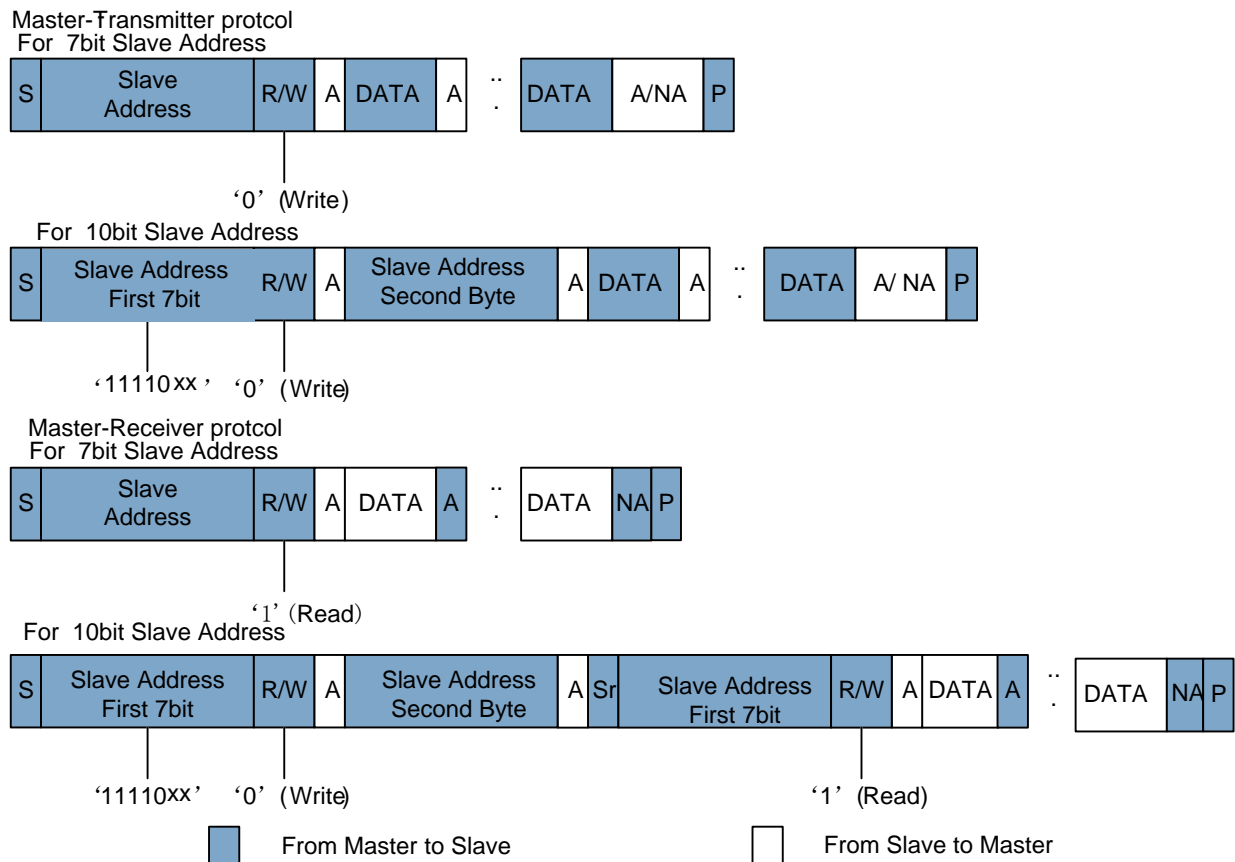 Master-Transmitter protcol
For 7bit Slave Address
S Slave Address R/W A DATA A ... DATA A/NA P
‘0’ (Write)
For 10bit Slave Address
S Slave Address First 7bit R/W A Slave Address Second Byte A DATA A ... DATA A/ NA P
‘11110xx’ ‘0’ (Write)
Master-Receiver protcol
For 7bit Slave Address
S Slave Address R/W A DATA A ... DATA NA P
‘1’ (Read)
For 10bit Slave Address
S Slave Address First 7bit R/W A Slave Address Second Byte A Sr Slave Address First 7bit R/W A DATA A ... DATA NA P
‘11110xx’ ‘0’ (Write) ‘1’ (Read)
From Master to Slave From Slave to Master